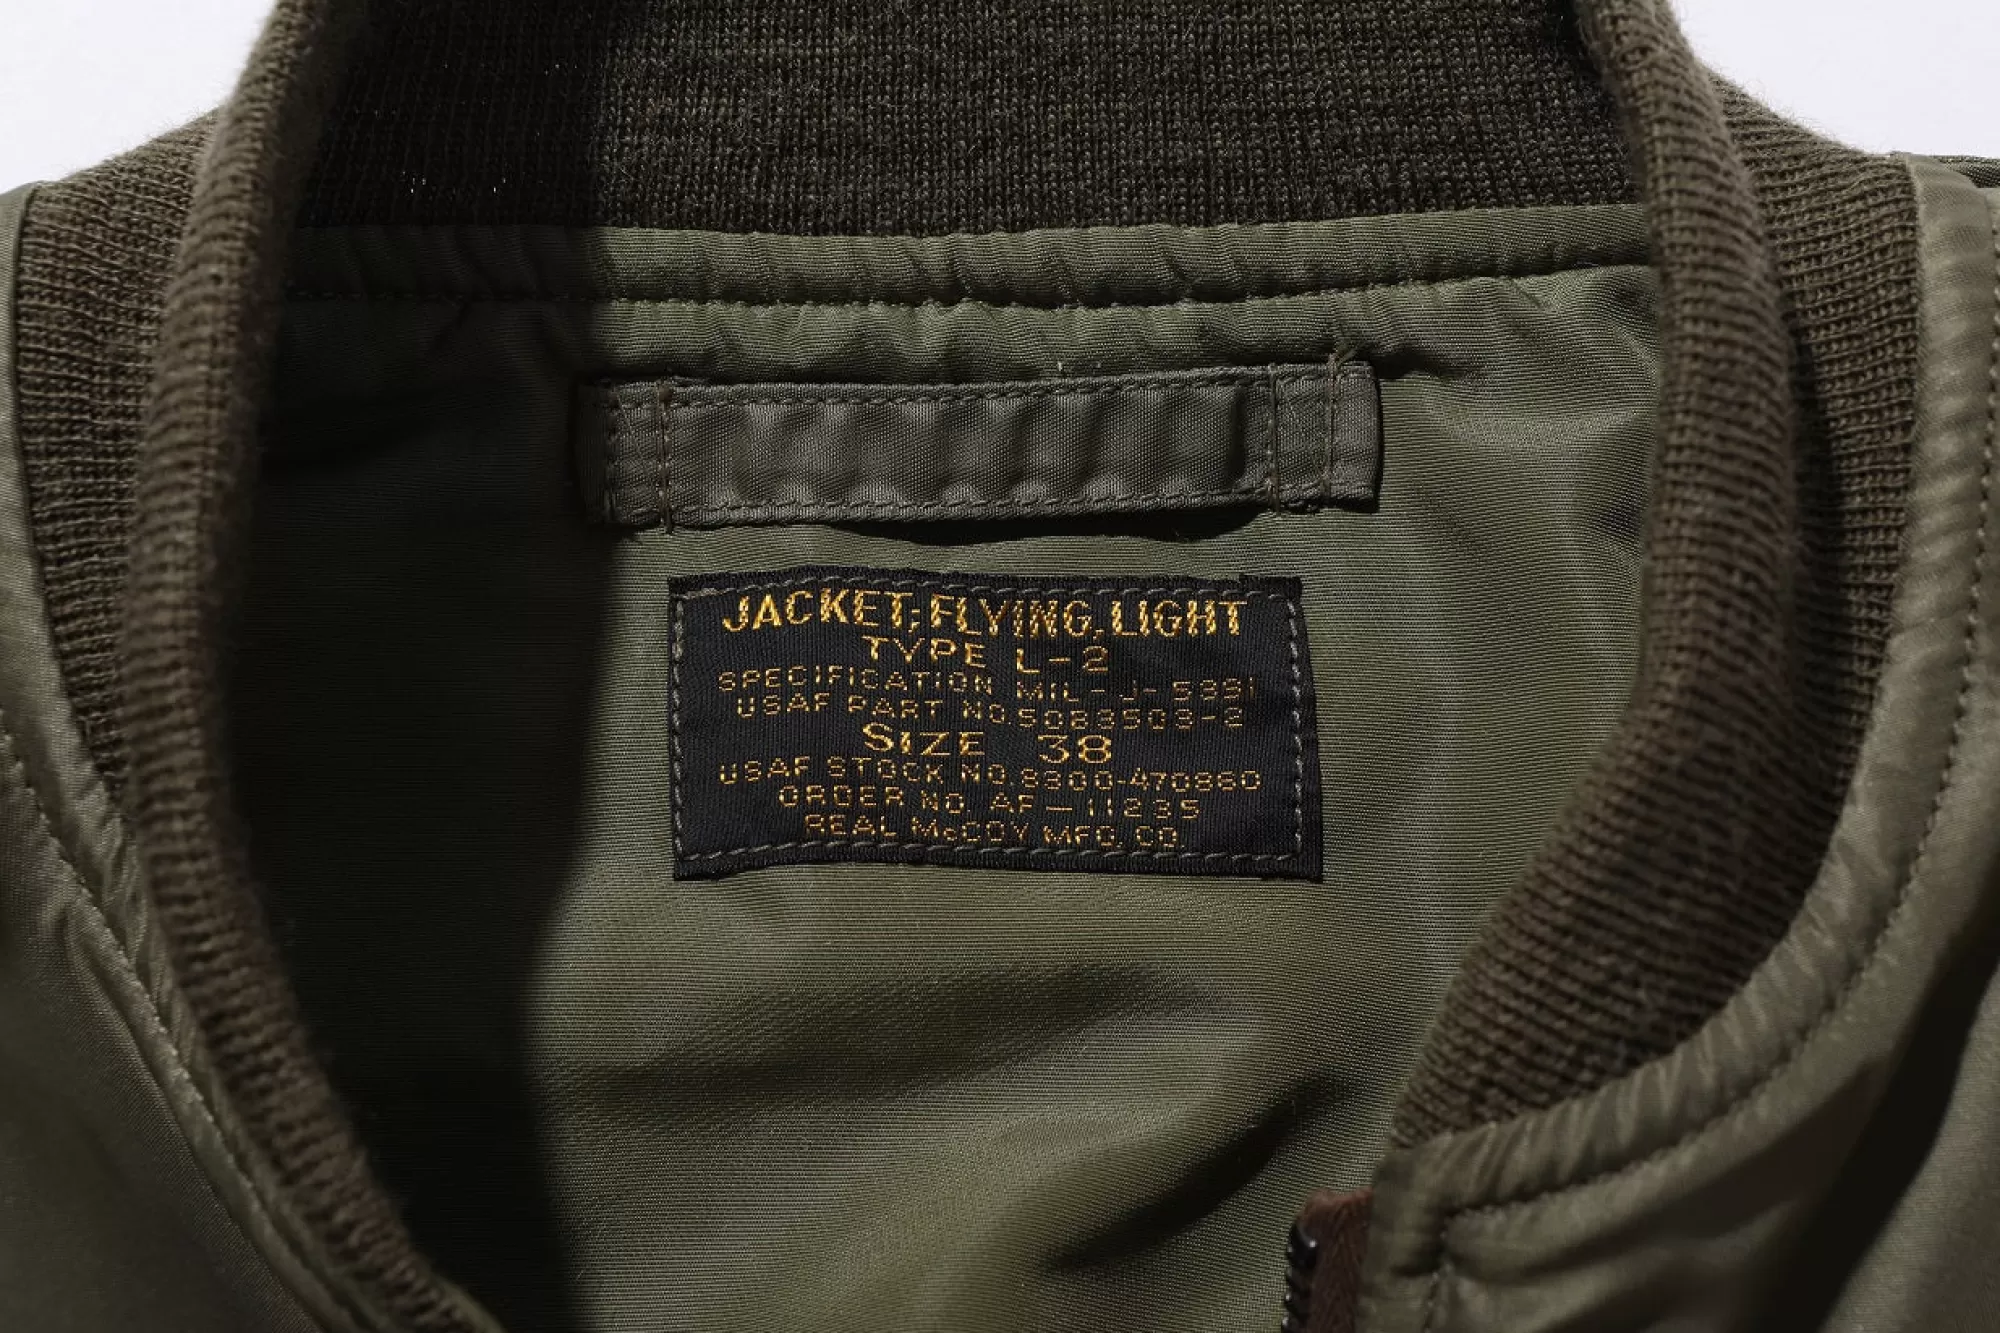 JACKET, FLYING, LIGHT
TYPE L-2
SPECIFICATION MIL-J-5391
USAF PART NO. 50B3503-2
SIZE 38
USAF STOCK NO. 8300-470860
ORDER NO. AF-11235
REAL McCOY MFG. CO.